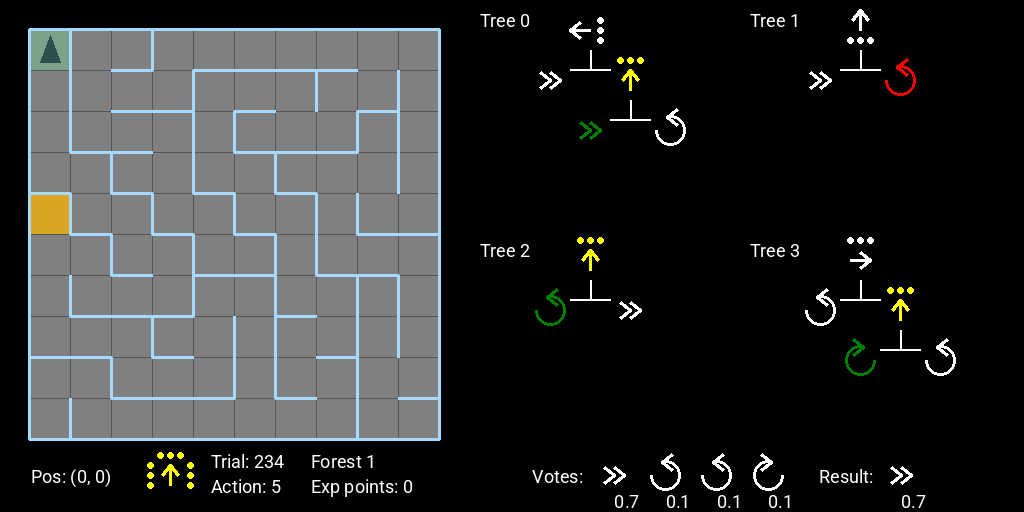 Tree 0
Tree 1
Tree 2
Tree 3
Pos: (0, 0)
Trial: 234
Forest 1
Action: 5
Exp points: 0
Votes:
0.7
0.1
0.1
0.1
Result:
0.7